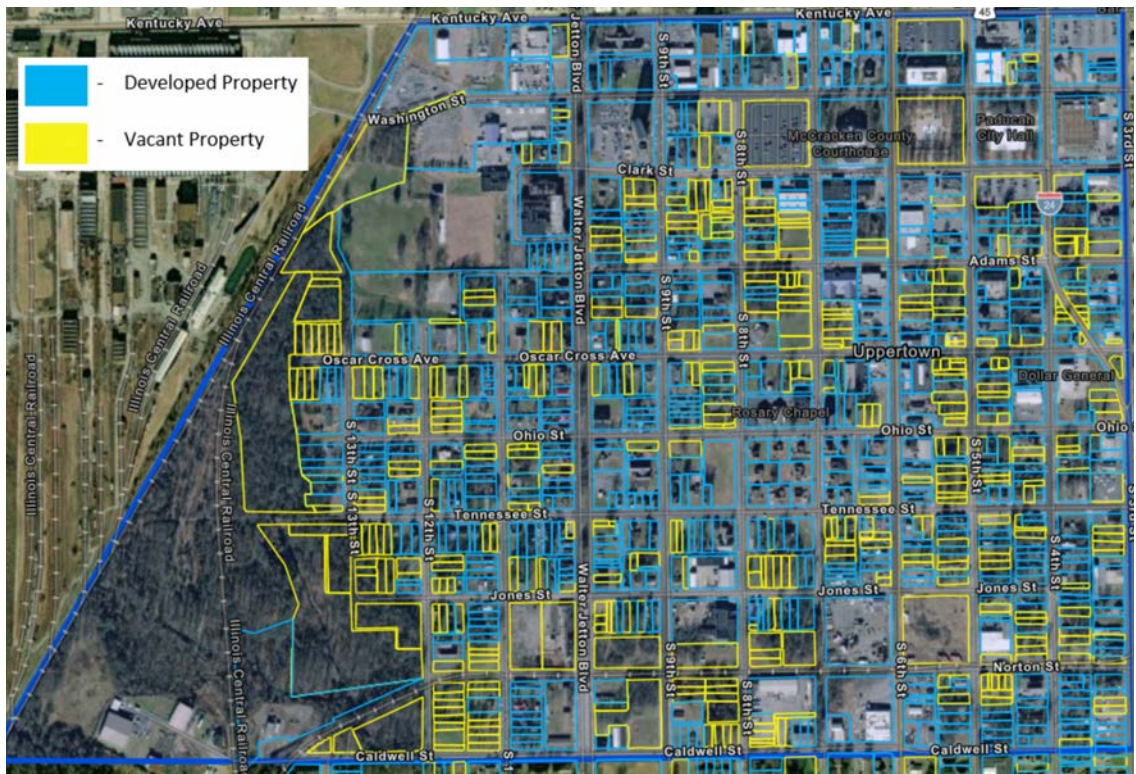 Kentucky Ave
Kentucky Ave
Kentucky Ave
45
- Developed Property
- Vacant Property
Jetton Blvd
S 9th St
S 3rd St
Washington St
S 8th St
McCracken County
Courthouse
Paducah
City Hall
Clark St
24
Walter Jetton Blvd
Adams St
Illinois Central Railroad
Illinois Central Railroad
Illinois Central Railroad
S 9th St
S 8th St
Oscar Cross Ave
Oscar Cross Ave
Uppertown
Dollar General
Rosary Chapel
Ohio St
Ohio St
Ohio
Illinois Central Railroad
S 13th St
S 13th St
S 12th St
S 5th St
Tennessee St
Tennessee St
S 4th St
Jones St
Jones St
Jones St
Walter Jetton Blvd
Illinois Central Railroad
S 9th St
S 8th St
S 6th St
Norton St
Caldwell St
Caldwell St
Caldwell St